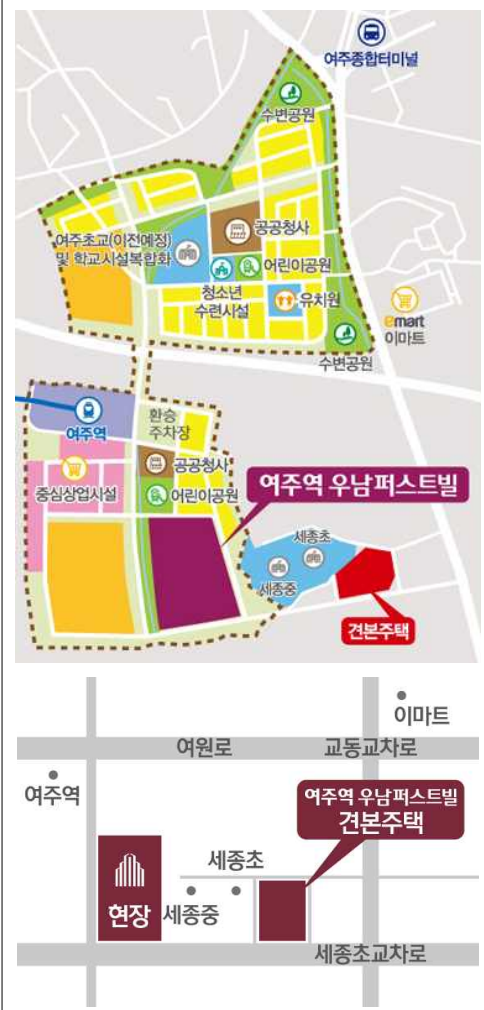 여주종합터미널
수변공원
여주초교(이전예정)
및 학교시설복합화
공공청사
어린이공원
청소년
수련시설
유치원
emart
이마트
수변공원
여주역
환승
주차장
공공청사
중심상업시설
어린이공원
여주역 우남퍼스트빌
세종초
세종중
견본주택
이마트
여원로
교동교차로
여주역
여주역 우남퍼스트빌
견본주택
세종초
현장
세종중
세종초교차로